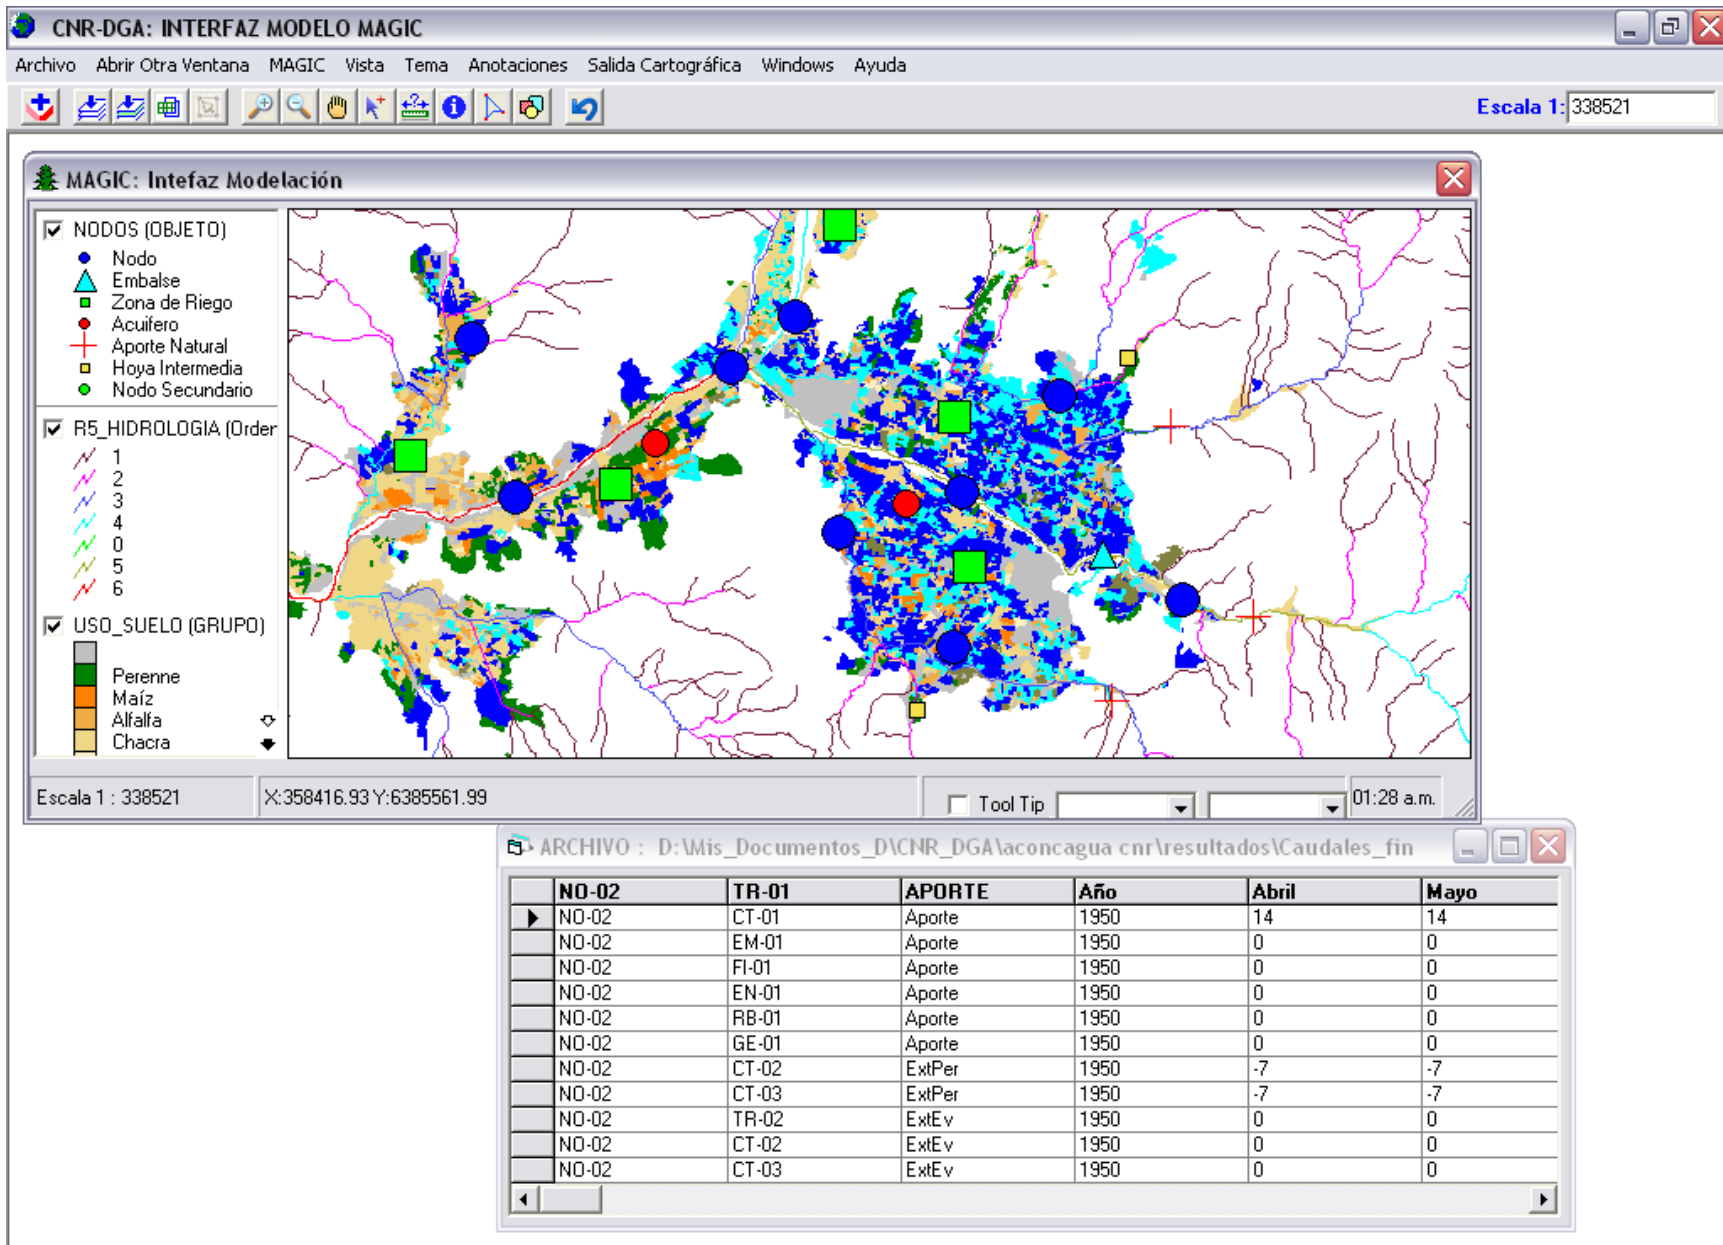 CNR-DGA: INTERFAZ MODELO MAGIC
Archivo Abrir Otra Ventana MAGIC Vista Tema Anotaciones Salida Cartográfica Windows Ayuda
Escala 1: 338521
MAGIC: Intefaz Modelación
NODOS (OBJETO)
Nodo
Embalse
Zona de Riego
Acuifero
Aporte Natural
Hoya Intermedia
Nodo Secundario
R5_HIDROLOGIA (Orden
1
2
3
4
0
5
6
USO_SUELO (GRUPO)
Perenne
Maíz
Alfalfa
Chacra
Escala 1 : 338521 X:358416.93 Y:6385561.99 Tool Tip 01:28 a.m.
ARCHIVO : D:\Mis_Documentos_D\CNR_DGA\aconcagua cnr\resultados\Caudales_fin
NO-02 TR-01 APORTE Año Abril Mayo
NO-02 CT-01 Aporte 1950 14 14
NO-02 EM-01 Aporte 1950 0 0
NO-02 FI-01 Aporte 1950 0 0
NO-02 EN-01 Aporte 1950 0 0
NO-02 RB-01 Aporte 1950 0 0
NO-02 GE-01 Aporte 1950 0 0
NO-02 CT-02 ExtPer 1950 -7 -7
NO-02 CT-03 ExtPer 1950 -7 -7
NO-02 TR-02 ExtEv 1950 0 0
NO-02 CT-02 ExtEv 1950 0 0
NO-02 CT-03 ExtEv 1950 0 0